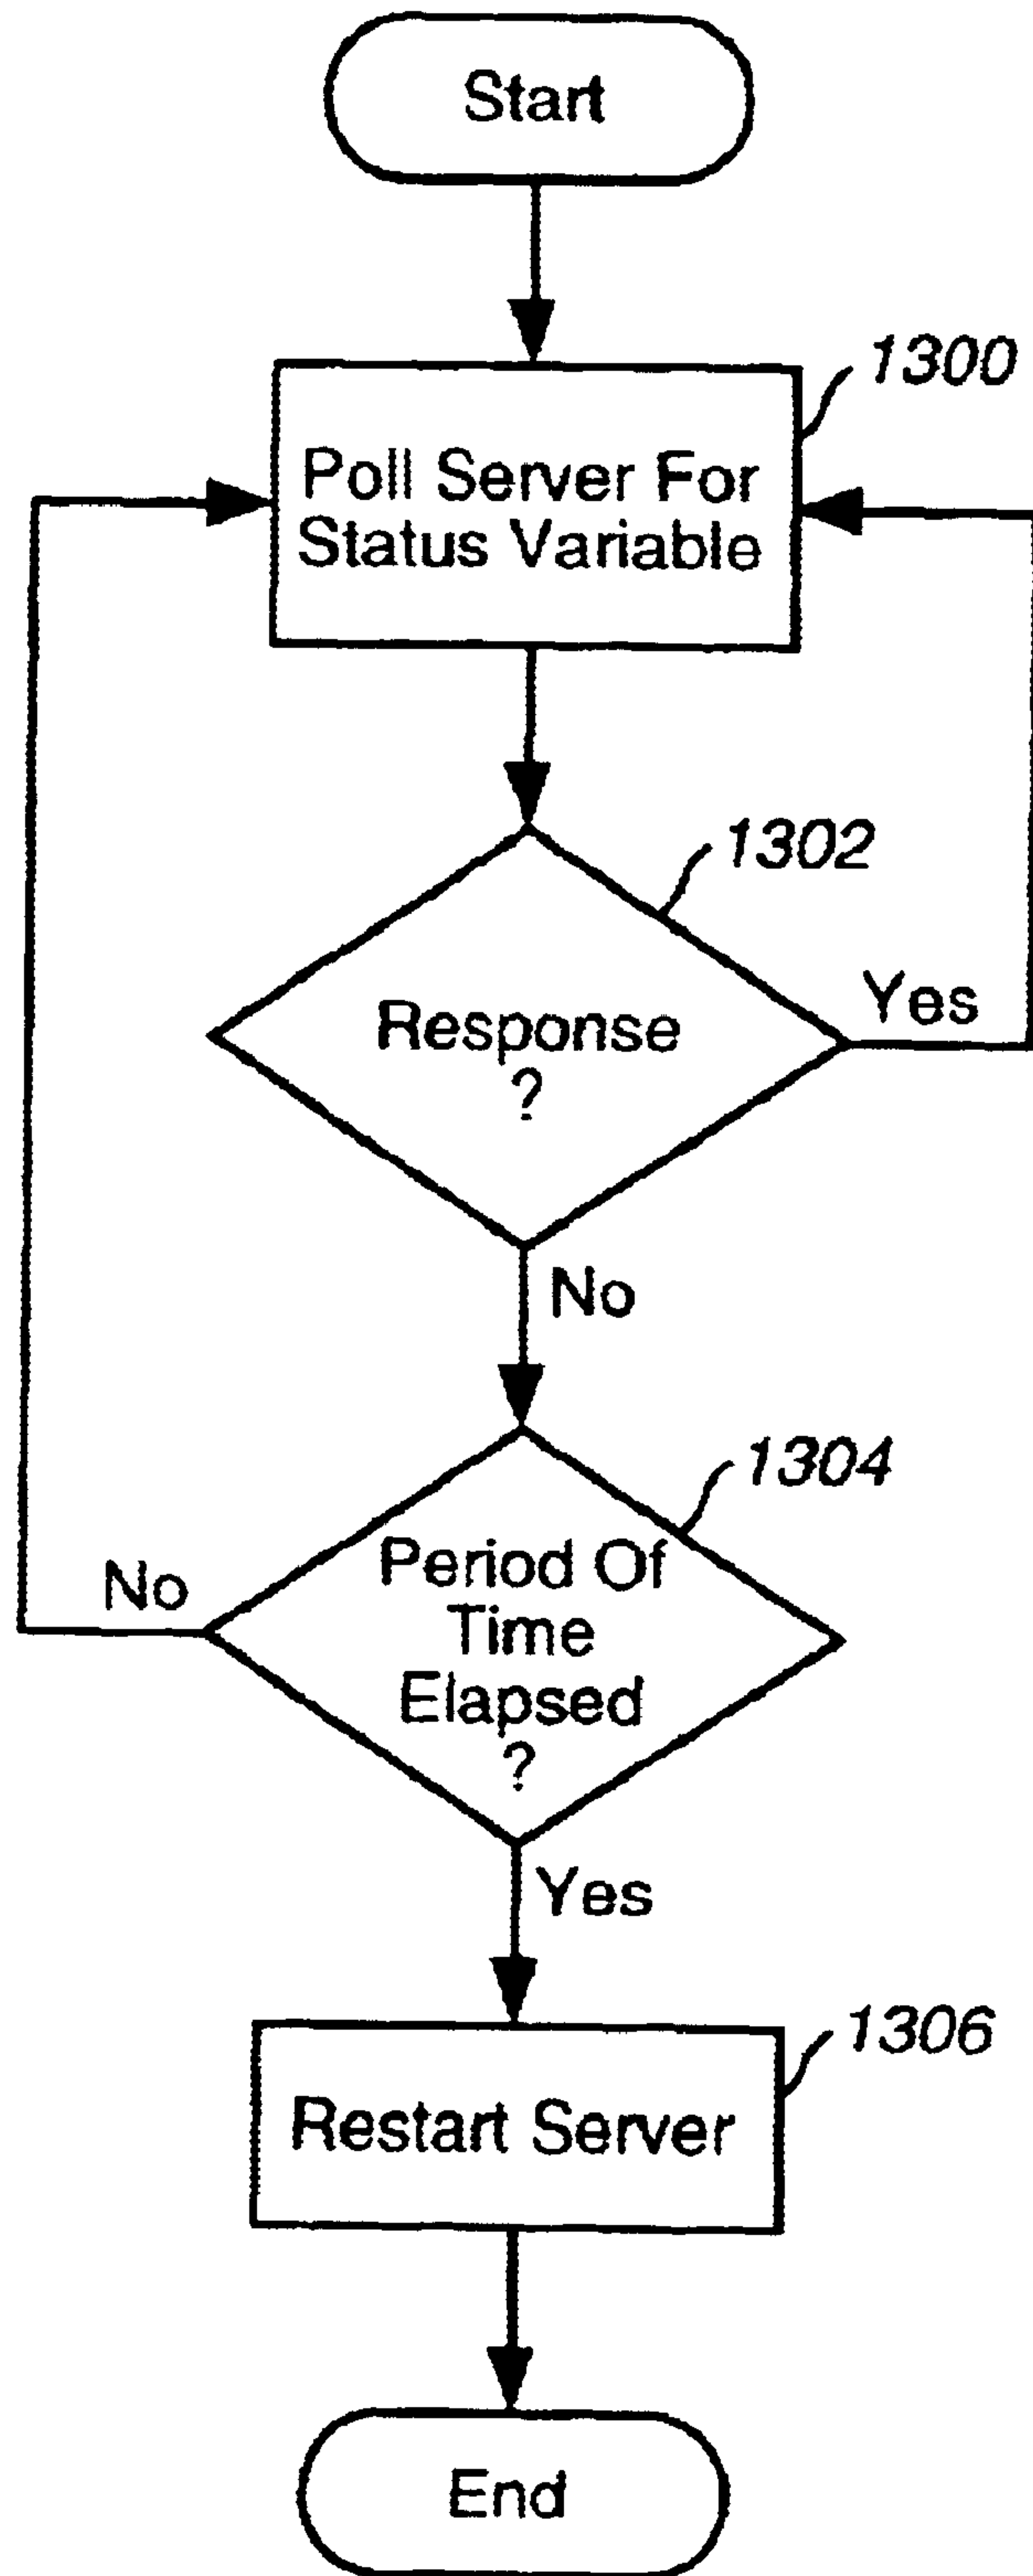 Start
1300
Poll Server For
Status Variable
1302
Response
?
Yes
No
1304
Period Of
Time
Elapsed
?
No
Yes
1306
Restart Server
End